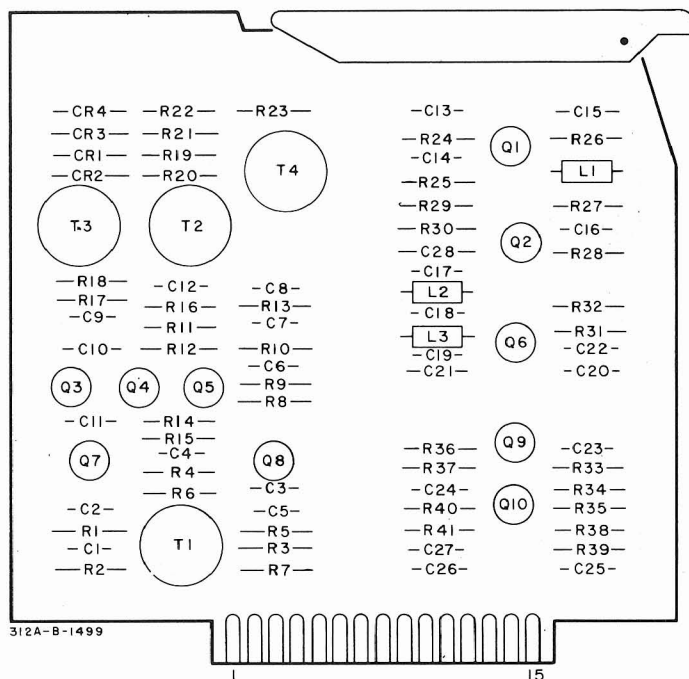 CR4 R22 R23 C13 C15
CR3 R21 R24 Q1 R26
CR1 R19 C14
CR2 R20 T4 R25 L1
T.3 T2 R29 R27
R30 Q2 C16
C28 R28
R18 C12 C8 C17
R17 R16 R13 L2 R32
C9 R11 C7 C18
L3 Q6 R31
C10 R12 R10 C19 C22
C6 C21 C20
Q3 Q4 Q5 R9
R8
C11 R14
R15 Q9
Q7 C4 Q8 R36 C23
R4 R37 R33
R6 C3 C24 R34
C2 C5 R40 Q10 R35
R1 T1 R5 R41 R38
C1 R3 C27 R39
R2 R7 C26 C25
312A-B-1499
1 15